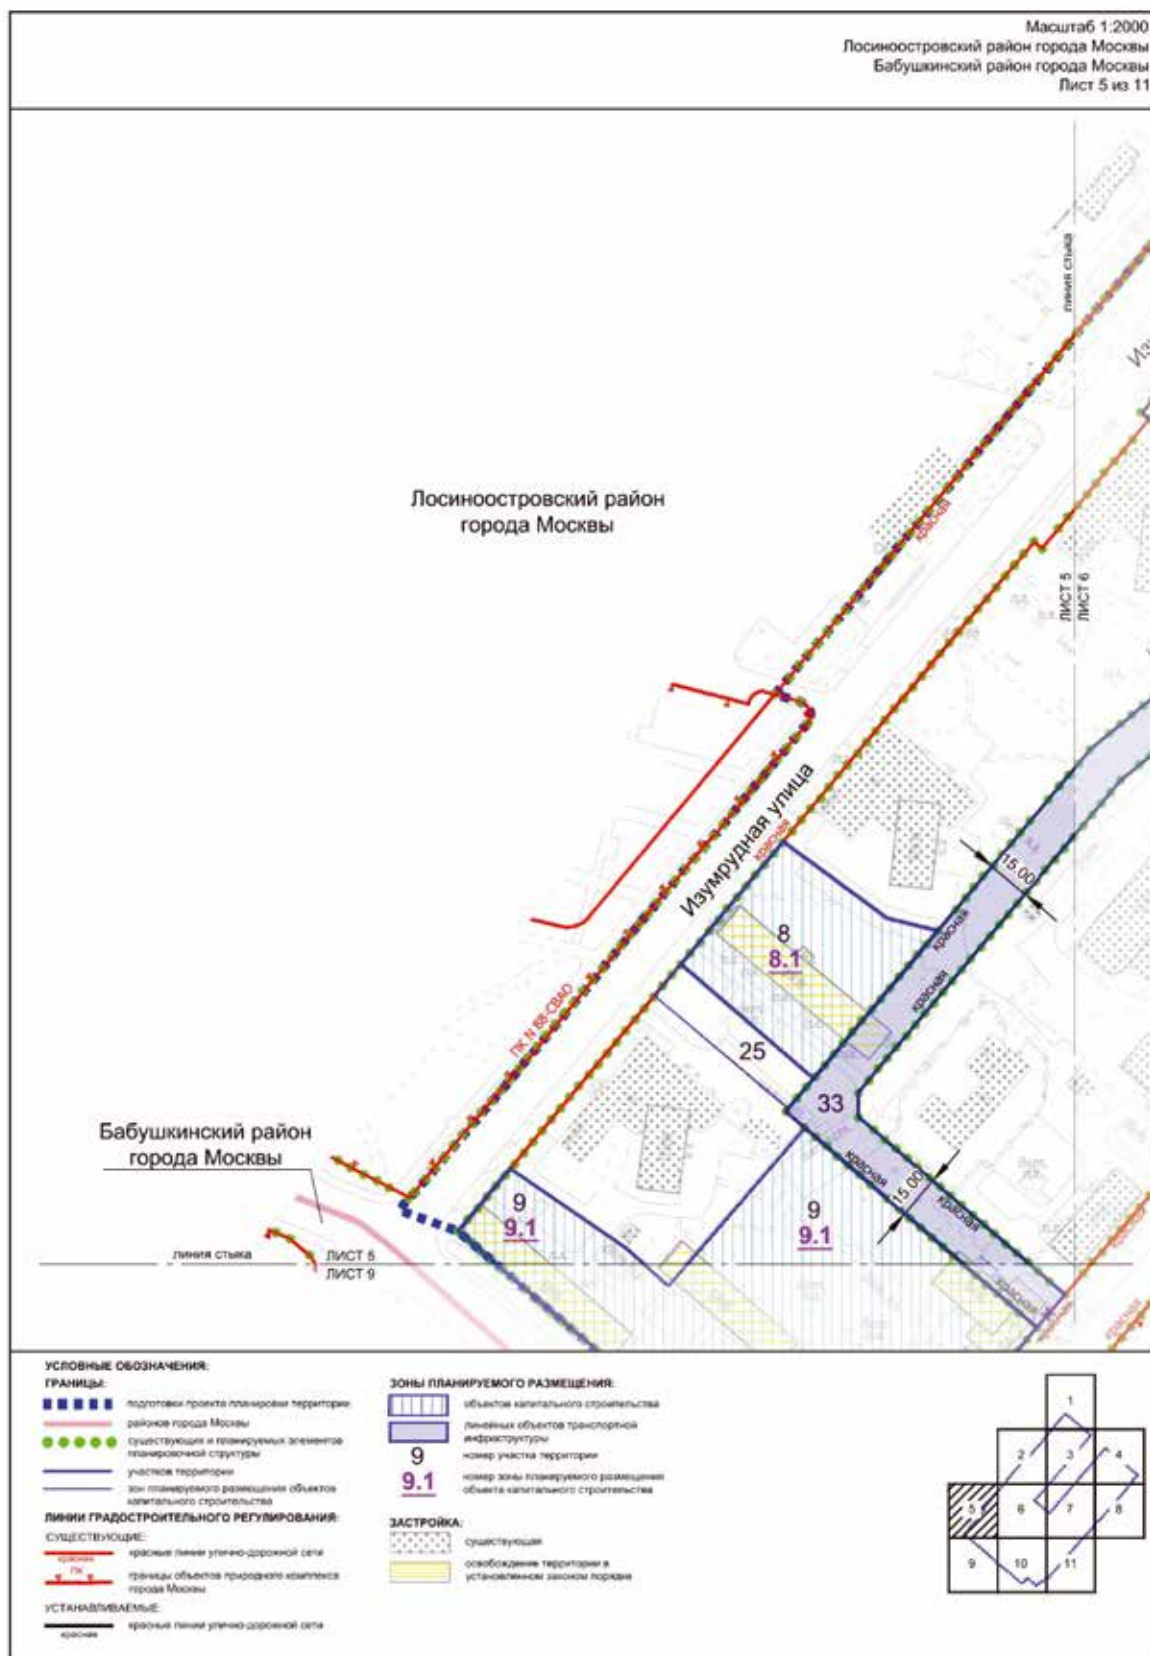 Масштаб 1:2000
Лосиноостровский район города Москвы
Бабушкинский район города Москвы
Лист 5 из 11
линия стыка
Лосиноостровский район
города Москвы
красная
ЛИСТ 5
ЛИСТ 6
Изумрудная улица
красная
15.00
8
8.1
красная
красная
ПК N 88-СВАО
25
33
Бабушкинский район
города Москвы
красная
15.00
красная
9
9.1
9
9.1
линия стыка
ЛИСТ 5
ЛИСТ 9
красная
красная
красная
УСЛОВНЫЕ ОБОЗНАЧЕНИЯ:
ГРАНИЦЫ:
подготовки проекта планировки территории
районов города Москвы
существующих и планируемых элементов
планировочной структуры
участков территории
зон планируемого размещения объектов
капитального строительства
ЛИНИИ ГРАДОСТРОИТЕЛЬНОГО РЕГУЛИРОВАНИЯ:
СУЩЕСТВУЮЩИЕ:
красная
красные линии улично-дорожной сети
ПК
границы объектов природного комплекса
города Москвы
УСТАНАВЛИВАЕМЫЕ:
красная
красные линии улично-дорожной сети
ЗОНЫ ПЛАНИРУЕМОГО РАЗМЕЩЕНИЯ:
объектов капитального строительства
линейных объектов транспортной
инфраструктуры
9
номер участка территории
9.1
номер зоны планируемого размещения
объекта капитального строительства
ЗАСТРОЙКА:
существующая
освобождение территории в
установленном законом порядке
1
2
3
4
5
6
7
8
9
10
11